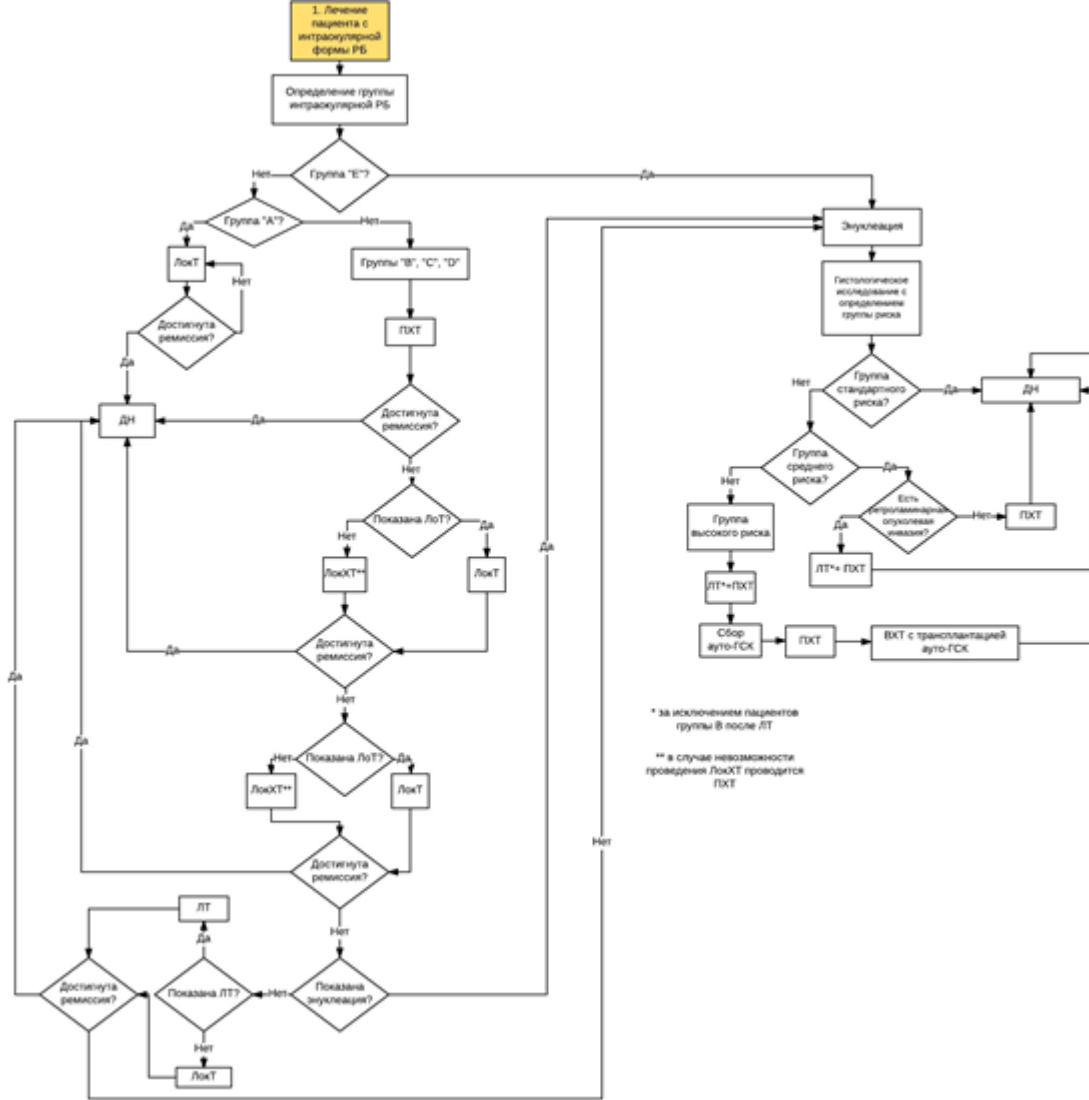 1. Лечение
пациента с
интраокулярной
формы РБ
Определение группы
интраокулярной РБ
Группа "Е"?
Нет
Да
Группа "А"?
Да
Нет
ЛокТ
Нет
Достигнута
ремиссия?
Да
ДН
Группы "В", "С", "D"
ПХТ
Достигнута
ремиссия?
Да
Нет
Показана ЛоТ?
Нет
Да
ЛокХТ**
ЛокТ
Достигнута
ремиссия?
Да
Нет
Показана ЛоТ?
Нет
Да
ЛокХТ**
ЛокТ
Достигнута
ремиссия?
Да
Нет
Показана
энуклеация?
Да
Нет
Показана ЛТ?
Да
ЛТ
Нет
ЛокТ
Достигнута
ремиссия?
Да
Нет
Энуклеация
Гистологическое
исследование с
определением
группы риска
Группа
стандартного
риска?
Нет
Да
ДН
Группа
среднего
риска?
Нет
Да
Есть
ретроламинарная
опухолевая
инвазия?
Да
Нет
ПХТ
ЛТ*+ ПХТ
Группа
высокого риска
ЛТ*+ПХТ
Сбор
ауто-ГСК
ПХТ
ВХТ с трансплантацией
ауто-ГСК
* за исключением пациентов
группы В после ЛТ
** в случае невозможности
проведения ЛокХТ проводится
ПХТ